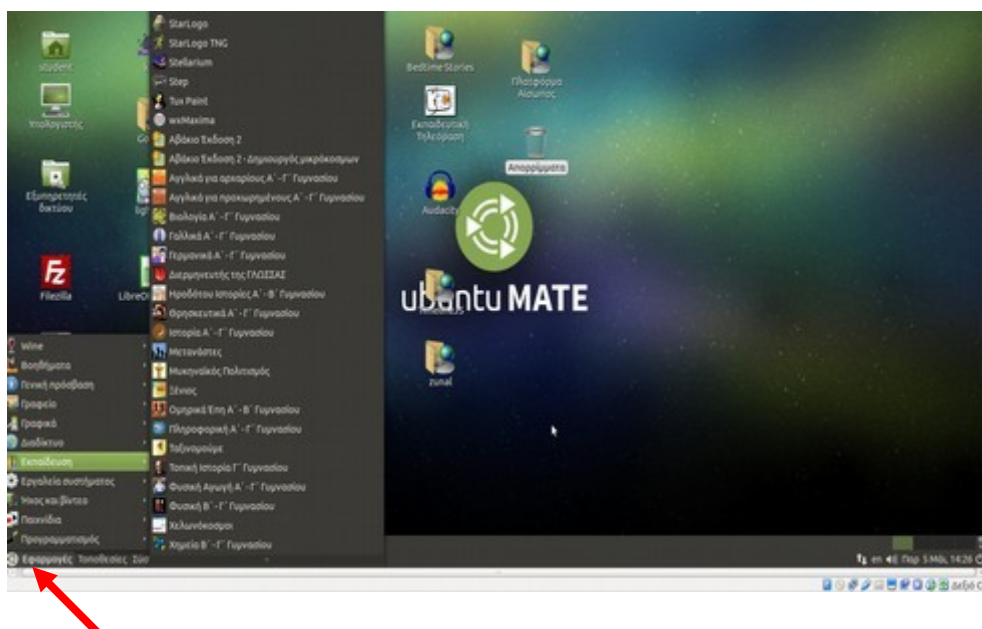 student
Υπολογιστής
Εξυπηρετητές
δικτύου
Filezilla
StarLogo
StarLogo TNG
Stellarium
Step
Tux Paint
wxMaxima
Αβάκιο Έκδοση 2
Αβάκιο Έκδοση 2 - Δημιουργός μικρόκοσμων
Αγγλικά για αρχαρίους Α΄ -Γ΄ Γυμνασίου
Αγγλικά για προχωρημένους Α΄ -Γ΄ Γυμνασίου
Βιολογία Α΄ -Γ΄ Γυμνασίου
Γαλλικά Α΄ -Γ΄ Γυμνασίου
Γερμανικά Α΄ -Γ΄ Γυμνασίου
Διερμηνευτής της ΓΛΩΣΣΑΣ
Ηροδότου Ιστορίες Α΄ - Β΄ Γυμνασίου
Θρησκευτικά Α΄ -Γ΄ Γυμνασίου
Ιστορία Α΄ -Γ΄ Γυμνασίου
Μετανάστες
Μυκηναϊκός Πολιτισμός
Ξένιος
Ομηρικά Έπη Α΄ - Β΄ Γυμνασίου
Πληροφορική Α΄ -Γ΄ Γυμνασίου
Ταξινομούμε
Τοπική Ιστορία Γ΄ Γυμνασίου
Φυσική Αγωγή Α΄ -Γ΄ Γυμνασίου
Φυσική Β΄ -Γ΄ Γυμνασίου
Χελωνόκοσμοι
Χημεία Β΄ -Γ΄ Γυμνασίου
Bedtime Stories
Πλατφόρμα
Αίσωπος
Εκπαιδευτική
Τηλεόραση
Απορρίμματα
Audacity
ubuntu MATE
zunal
Wine
Βοηθήματα
Γενική πρόσβαση
Γραφείο
Γραφικά
Διαδίκτυο
Εκπαίδευση
Εργαλεία συστήματος
Ήχος και βίντεο
Παιχνίδια
Προγραμματισμός
Εφαρμογές Τοποθεσίες
en Παρ 5 Μάι, 14:26
Δεξιό